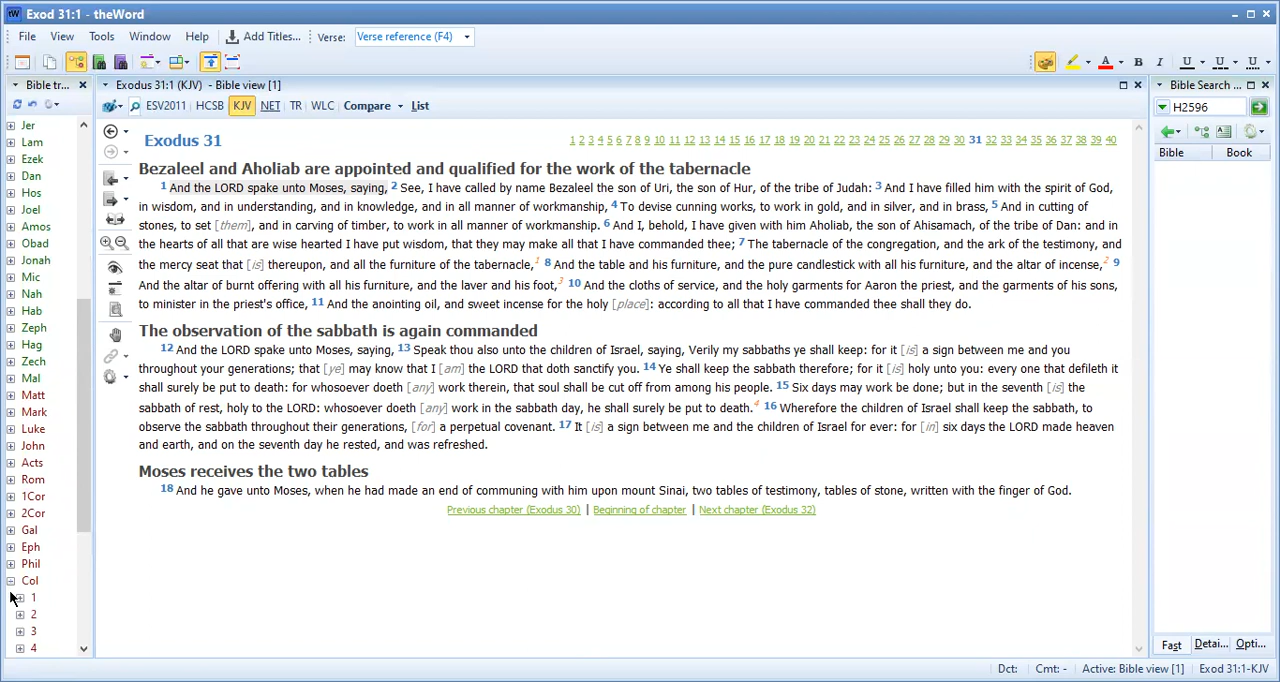 Exod 31:1 - theWord
File View Tools Window Help Add Titles... Verse: Verse reference (F4)
B I U U U
Bible tr... Exodus 31:1 (KJV) - Bible view [1] Bible Search ...
ESV2011 HCSB KJV NET TR WLC Compare List H2596
Exodus 31 1 2 3 4 5 6 7 8 9 10 11 12 13 14 15 16 17 18 19 20 21 22 23 24 25 26 27 28 29 30 31 32 33 34 35 36 37 38 39 40
Bible Book
Bezaleel and Aholiab are appointed and qualified for the work of the tabernacle
1 And the LORD spake unto Moses, saying, 2 See, I have called by name Bezaleel the son of Uri, the son of Hur, of the tribe of Judah: 3 And I have filled him with the spirit of God,
in wisdom, and in understanding, and in knowledge, and in all manner of workmanship, 4 To devise cunning works, to work in gold, and in silver, and in brass, 5 And in cutting of
stones, to set [them], and in carving of timber, to work in all manner of workmanship. 6 And I, behold, I have given with him Aholiab, the son of Ahisamach, of the tribe of Dan: and in
the hearts of all that are wise hearted I have put wisdom, that they may make all that I have commanded thee; 7 The tabernacle of the congregation, and the ark of the testimony, and
the mercy seat that [is] thereupon, and all the furniture of the tabernacle,1 8 And the table and his furniture, and the pure candlestick with all his furniture, and the altar of incense,2 9
And the altar of burnt offering with all his furniture, and the laver and his foot,3 10 And the cloths of service, and the holy garments for Aaron the priest, and the garments of his sons,
to minister in the priest's office, 11 And the anointing oil, and sweet incense for the holy [place]: according to all that I have commanded thee shall they do.
The observation of the sabbath is again commanded
12 And the LORD spake unto Moses, saying, 13 Speak thou also unto the children of Israel, saying, Verily my sabbaths ye shall keep: for it [is] a sign between me and you
throughout your generations; that [ye] may know that I [am] the LORD that doth sanctify you. 14 Ye shall keep the sabbath therefore; for it [is] holy unto you: every one that defileth it
shall surely be put to death: for whosoever doeth [any] work therein, that soul shall be cut off from among his people. 15 Six days may work be done; but in the seventh [is] the
sabbath of rest, holy to the LORD: whosoever doeth [any] work in the sabbath day, he shall surely be put to death.4 16 Wherefore the children of Israel shall keep the sabbath, to
observe the sabbath throughout their generations, [for] a perpetual covenant. 17 It [is] a sign between me and the children of Israel for ever: for [in] six days the LORD made heaven
and earth, and on the seventh day he rested, and was refreshed.
Moses receives the two tables
18 And he gave unto Moses, when he had made an end of communing with him upon mount Sinai, two tables of testimony, tables of stone, written with the finger of God.
Previous chapter (Exodus 30) | Beginning of chapter | Next chapter (Exodus 32)
Jer
Lam
Ezek
Dan
Hos
Joel
Amos
Obad
Jonah
Mic
Nah
Hab
Zeph
Hag
Zech
Mal
Matt
Mark
Luke
John
Acts
Rom
1Cor
2Cor
Gal
Eph
Phil
Col
1
2
3
4
Fast Detai... Opti...
Dct: Cmt: - Active: Bible view [1] Exod 31:1-KJV